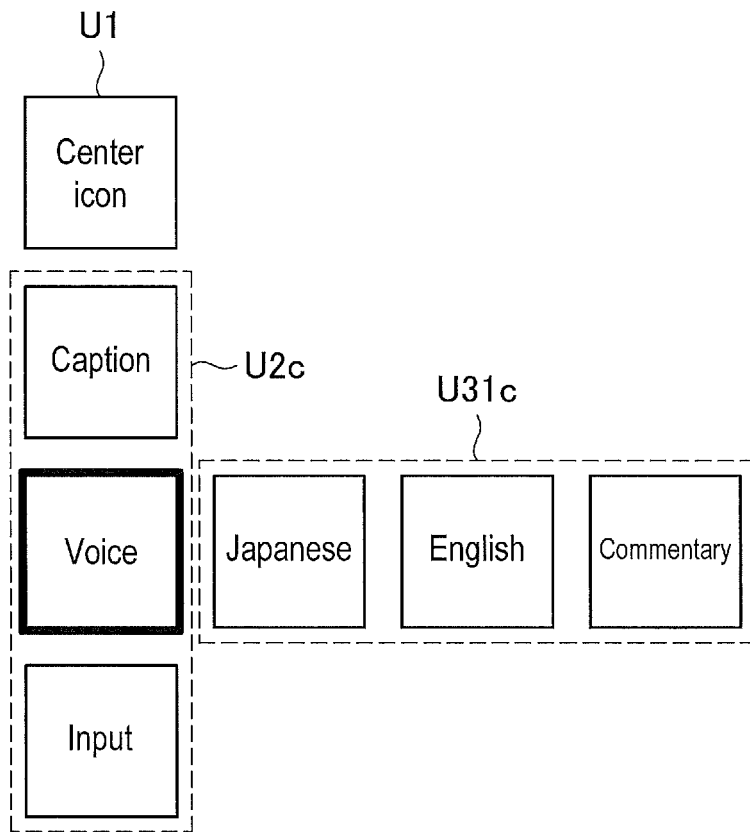 U1
Center
icon
Caption
U2c
U31c
Voice
Japanese
English
Commentary
Input